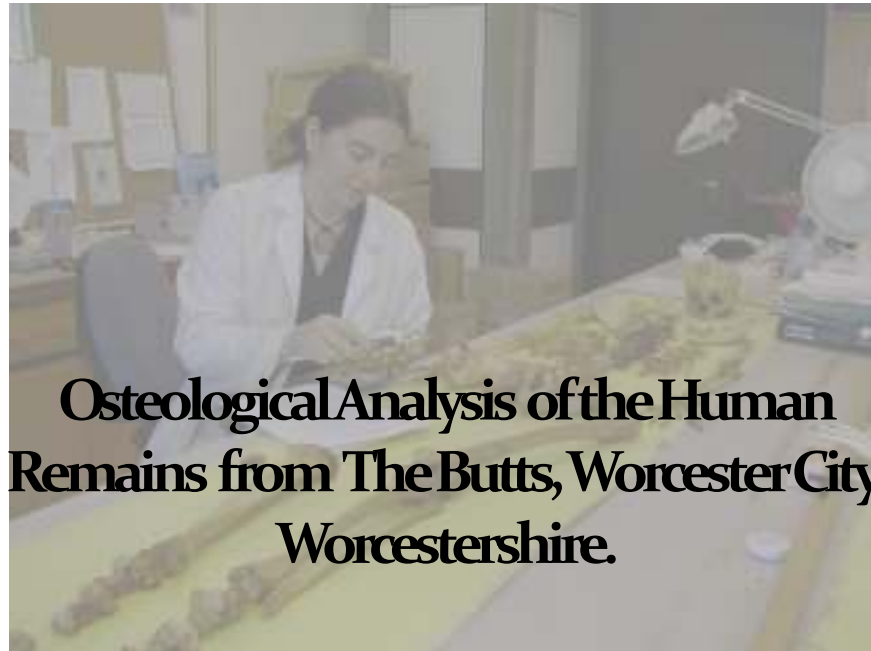 Osteological Analysis of the Human
Remains from The Butts, Worcester City
Worcestershire.